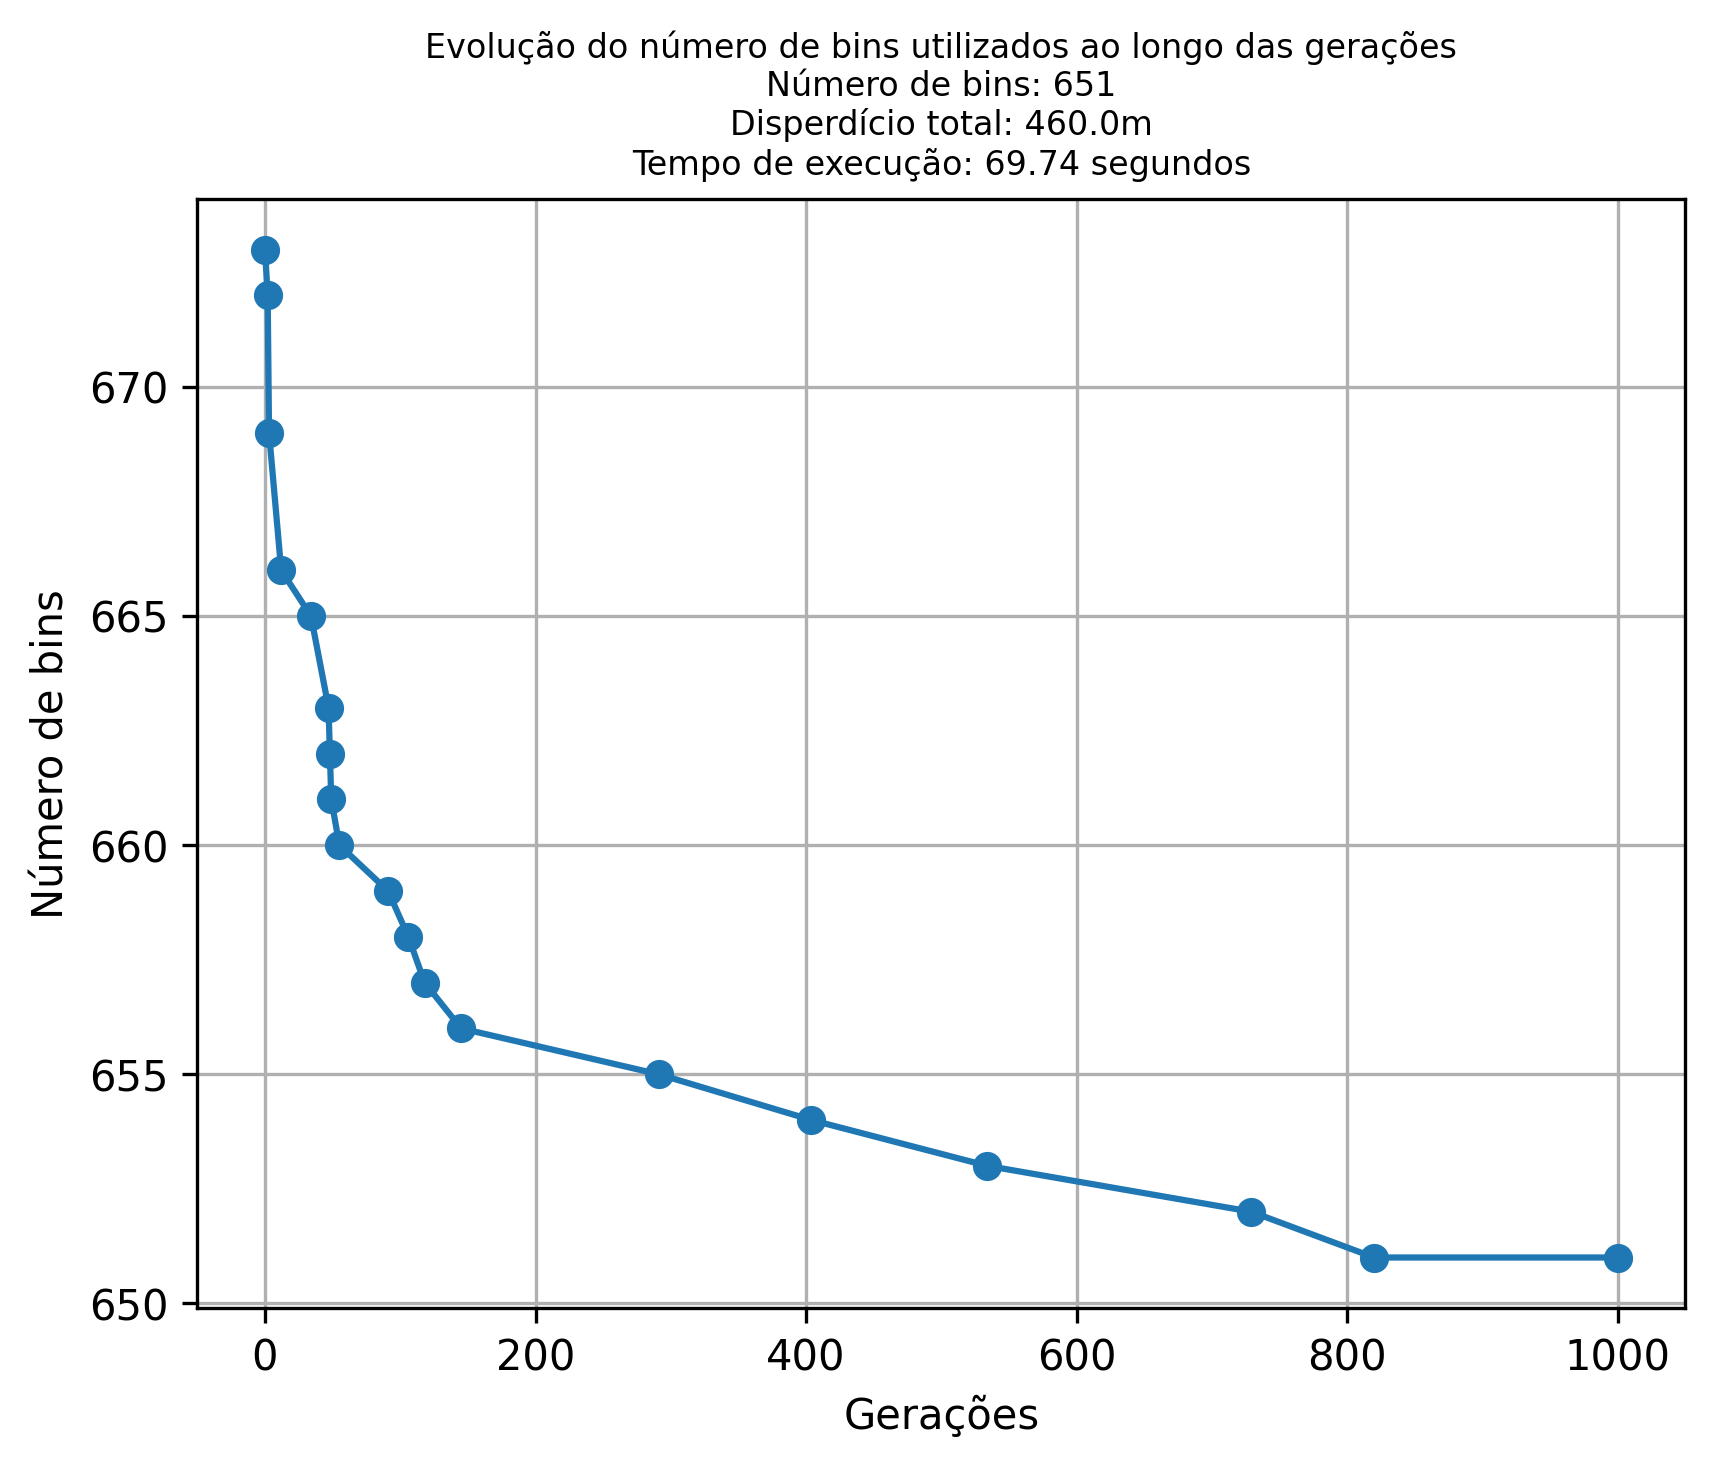 Evolução do número de bins utilizados ao longo das gerações
Número de bins: 651
Disperdício total: 460.0m
Tempo de execução: 69.74 segundos
670
665
660
655
650
Número de bins
0 200 400 600 800 1000
Gerações